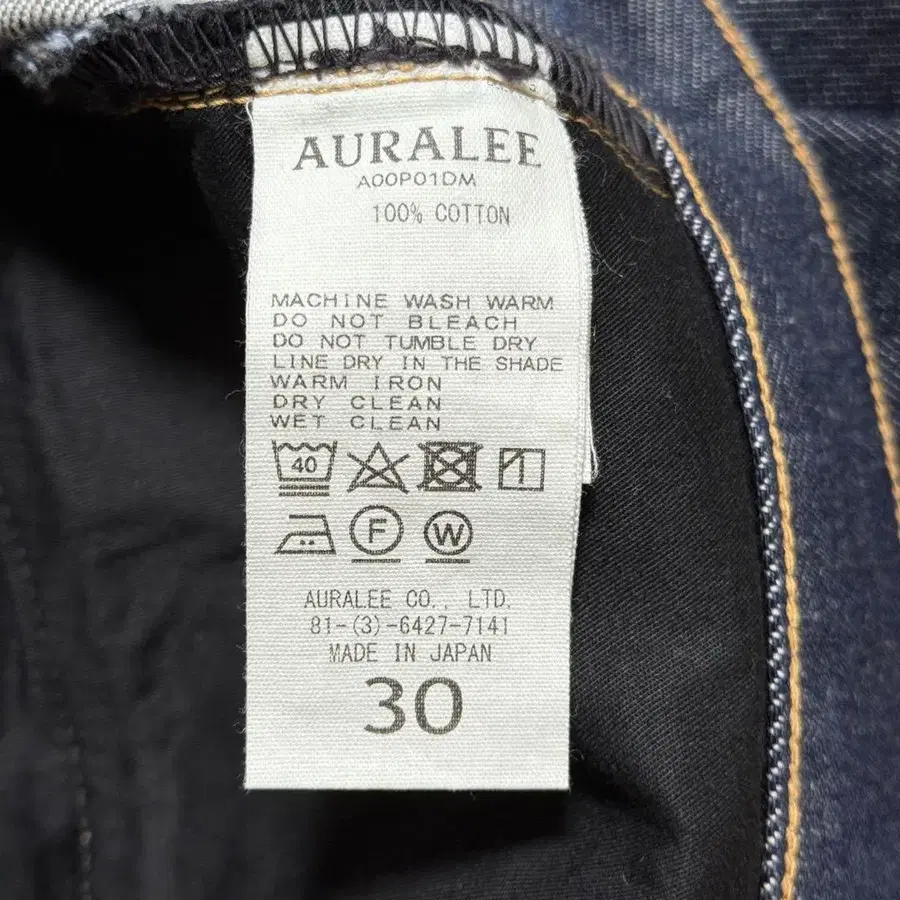 AURALEE
A00P01DM
100% COTTON
MACHINE WASH WARM
DO NOT BLEACH
DO NOT TUMBLE DRY
LINE DRY IN THE SHADE
WARM IRON
DRY CLEAN
WET CLEAN
40 1
F W
AURALEE CO., LTD.
81-(3)-6427-7141
MADE IN JAPAN
30